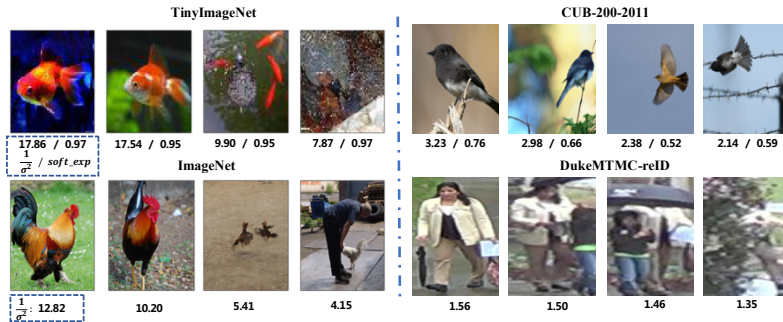 TinyImageNet
17.86 / 0.97
17.54 / 0.95
9.90 / 0.95
7.87 / 0.97
1/σ² / soft_exp
ImageNet
1/σ²: 12.82
10.20
5.41
4.15
CUB-200-2011
3.23 / 0.76
2.98 / 0.66
2.38 / 0.52
2.14 / 0.59
DukeMTMC-reID
1.56
1.50
1.46
1.35